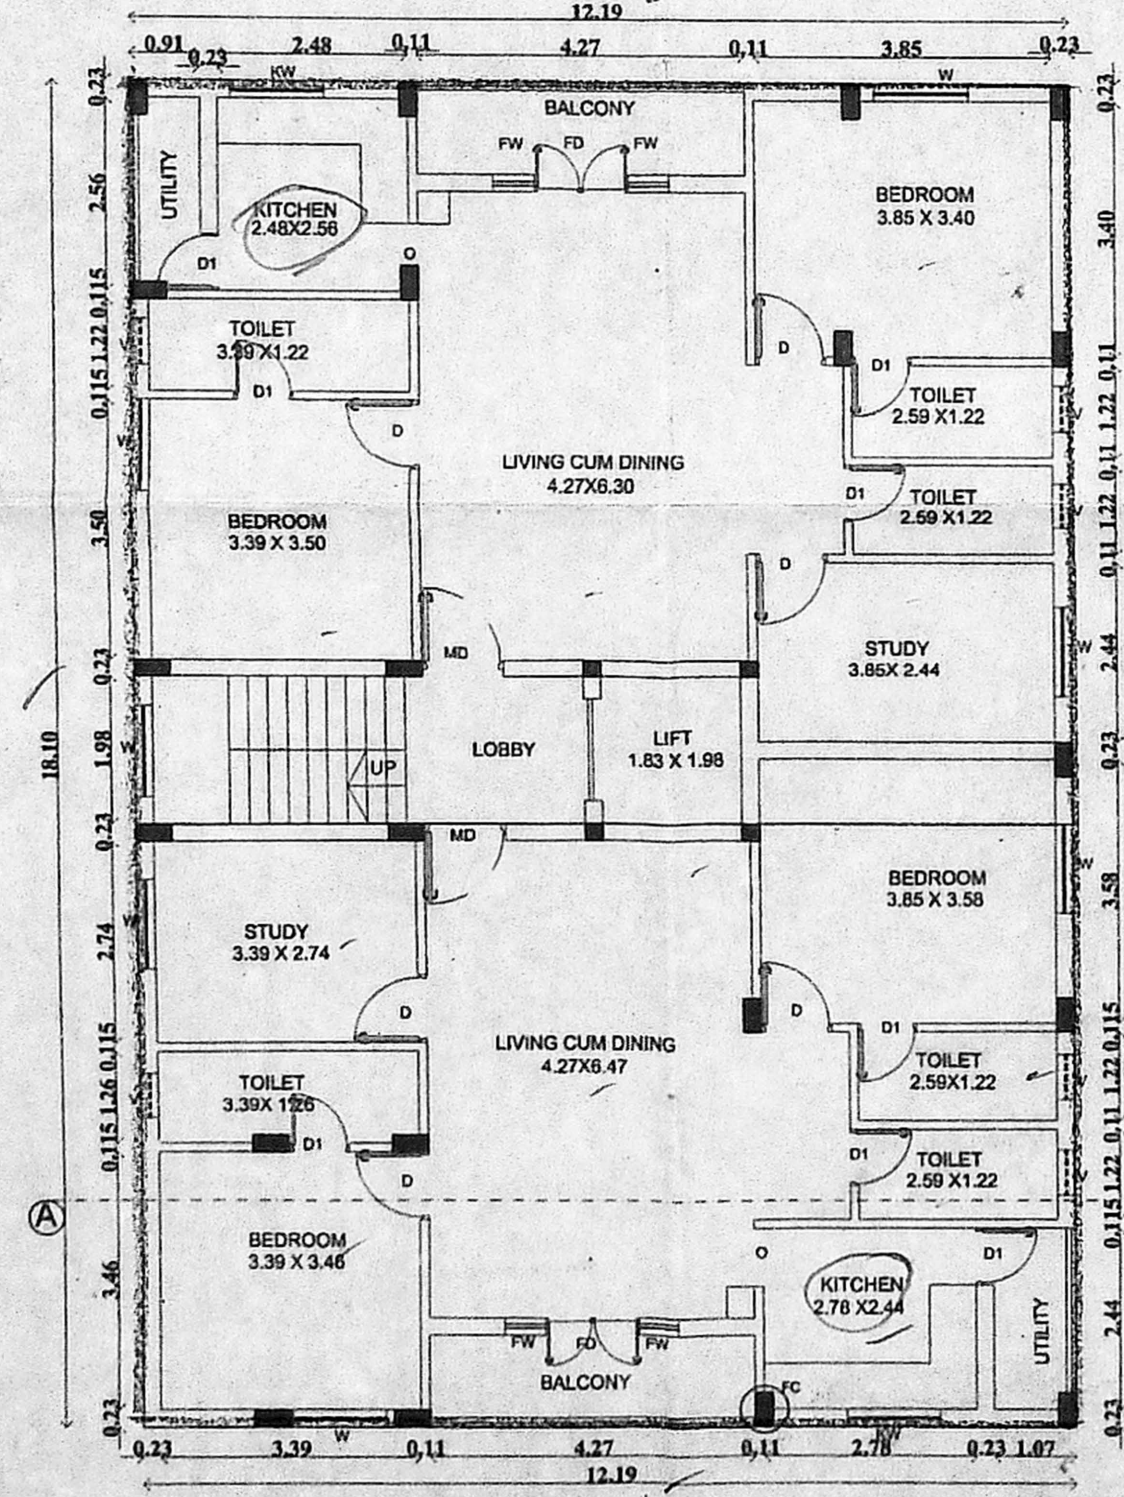 12.19
0.91 0.23 2.48 0,11 4.27 0,11 3.85 0.23
KW
W
0.23
0.23
BALCONY
FW FD FW
UTILITY
KITCHEN
2.48X2.56
BEDROOM
3.85 X 3.40
2.56
3.40
O
D1
0,115
TOILET
3.39 X1.22
1.22
D
D1
D1
0,11
0,115
TOILET
2.59 X1.22
1.22
V
D
W
LIVING CUM DINING
4.27X6.30
0,11
D1
TOILET
2.59 X1.22
1.22
V
BEDROOM
3.39 X 3.50
3.50
D
0,11
MD
STUDY
3.85X 2.44
W
2.44
0.23
18.10
1.98
W
UP
LOBBY
LIFT
1.83 X 1.98
0.23
0.23
MD
W
BEDROOM
3.85 X 3.58
3.58
STUDY
3.39 X 2.74
2.74
W
D
D
D1
0,115
0,115
LIVING CUM DINING
4.27X6.47
TOILET
2.59X1.22
1.22
V
TOILET
3.39X 1.26
1.26
0,11
D1
0,115
D1
TOILET
2.59 X1.22
1.22
V
D
A
0,115
BEDROOM
3.39 X 3.46
3.46
O
D1
KITCHEN
2.78 X2.44
UTILITY
2.44
FW FD FW
BALCONY
FC
0.23
0.23
W
KW
0.23 3.39 0,11 4.27 0,11 2.78 0.23 1.07
12.19